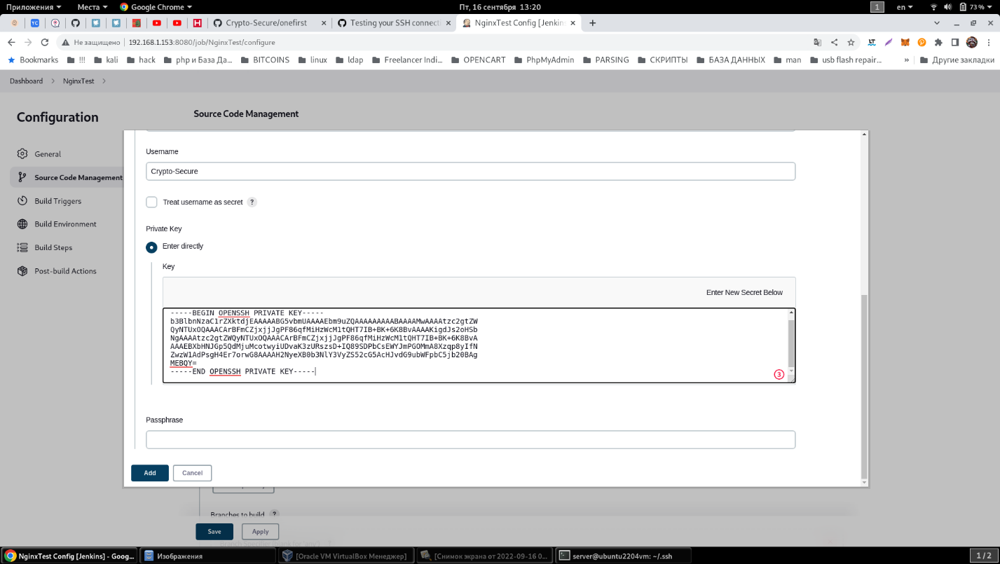 Приложения Места Google Chrome Пт, 16 сентября 13:20 1 en 73%
YC H Crypto-Secure/onefirst Testing your SSH connecti NginxTest Config [Jenkin
Не защищено 192.168.1.153:8080/job/NginxTest/configure
Bookmarks !!! kali hack php и База Да... BITCOINS linux ldap Freelancer Indi... OPENCART PhpMyAdmin PARSING СКРИПТЫ БАЗА ДАННЫХ man usb flash repair... » Другие закладки
Dashboard NginxTest
Configuration
General
Source Code Management
Build Triggers
Build Environment
Build Steps
Post-build Actions
Source Code Management
Username
Crypto-Secure
Treat username as secret ?
Private Key
Enter directly
Key
Enter New Secret Below
-----BEGIN OPENSSH PRIVATE KEY-----
b3BlbnNzaC1rZXktdjEAAAAABG5vbmUAAAAEbm9uZQAAAAAAAAABAAAAMwAAAAtzc2gtZW
QyNTUxOQAAACArBFmCZjxjjJgPF86qfMiHzWcM1tQHT7IB+BK+6K8BvAAAAKigdJs2oHSb
NgAAAAtzc2gtZWQyNTUxOQAAACArBFmCZjxjjJgPF86qfMiHzWcM1tQHT7IB+BK+6K8BvA
AAAEBXbHNJGp5QdMjuMcotwyiUDvaK3zURszsD+IQ89SDPbCsEWYJmPGOMmA8Xzqp8yIfN
ZwzW1AdPsgH4Er7orwG8AAAAH2NyeXB0b3NlY3VyZS52cG5AcHJvdG9ubWFpbC5jb20BAg
MEBQY=
-----END OPENSSH PRIVATE KEY-----
3
Passphrase
Add Cancel
Branches to build ?
Save Apply
NginxTest Config [Jenkins] - Goog... Изображения [Oracle VM VirtualBox Менеджер] [Снимок экрана от 2022-09-16 0... server@ubuntu2204vm: ~/.ssh 1 / 2